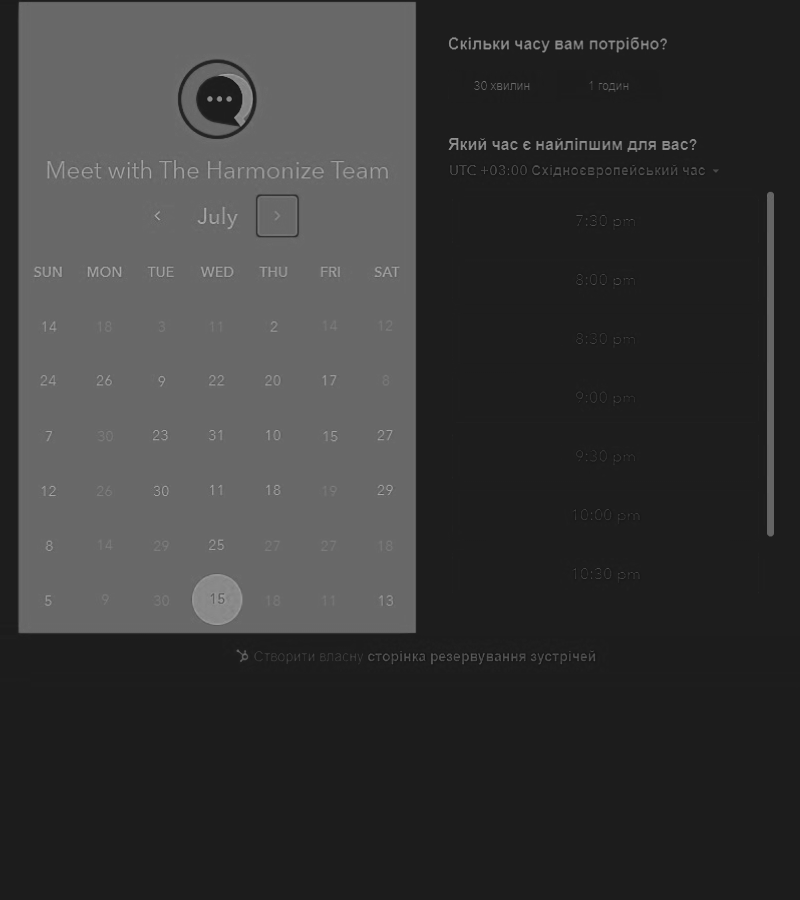 Meet with The Harmonize Team
July
SUN MON TUE WED THU FRI SAT
14 18 3 11 2 14 12
24 26 9 22 20 17 8
7 30 23 31 10 15 27
12 26 30 11 18 19 29
8 14 29 25 27 27 18
5 9 30 15 18 11 13
Скільки часу вам потрібно?
30 хвилин 1 годин
Який час є найліпшим для вас?
UTC +03:00 Східноєвропейський час
7:30 pm
8:00 pm
8:30 pm
9:00 pm
9:30 pm
10:00 pm
10:30 pm
Створити власну сторінка резервування зустрічей